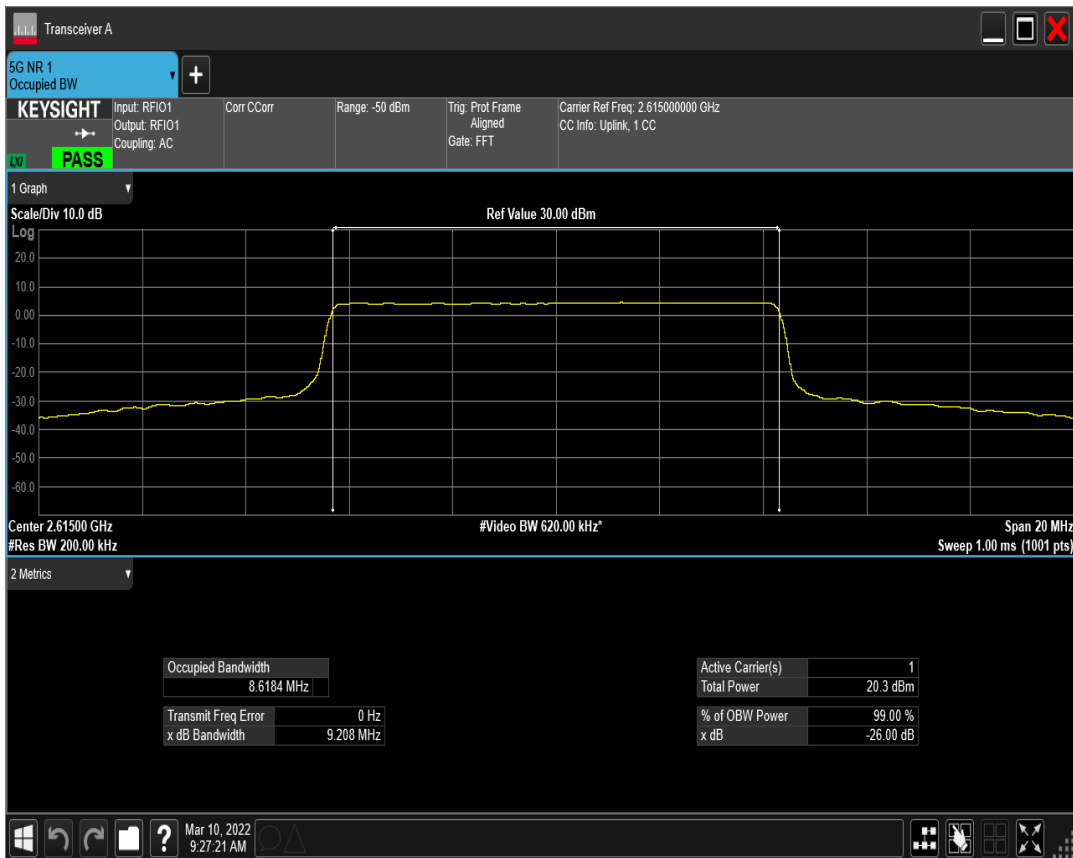 Transceiver A
5G NR 1
Occupied BW
KEYSIGHT
LXI
PASS
Input: RFIO1
Output: RFIO1
Coupling: AC
Corr CCorr
Range: -50 dBm
Trig: Prot Frame
Aligned
Gate: FFT
Carrier Ref Freq: 2.615000000 GHz
CC Info: Uplink, 1 CC
1 Graph
Scale/Div 10.0 dB
Ref Value 30.00 dBm
Log
20.0
10.0
0.00
-10.0
-20.0
-30.0
-40.0
-50.0
-60.0
Center 2.61500 GHz
#Video BW 620.00 kHz*
Span 20 MHz
#Res BW 200.00 kHz
Sweep 1.00 ms (1001 pts)
2 Metrics
Occupied Bandwidth
8.6184 MHz
Transmit Freq Error 0 Hz
x dB Bandwidth 9.208 MHz
Active Carrier(s) 1
Total Power 20.3 dBm
% of OBW Power 99.00 %
x dB -26.00 dB
?
Mar 10, 2022
9:27:21 AM